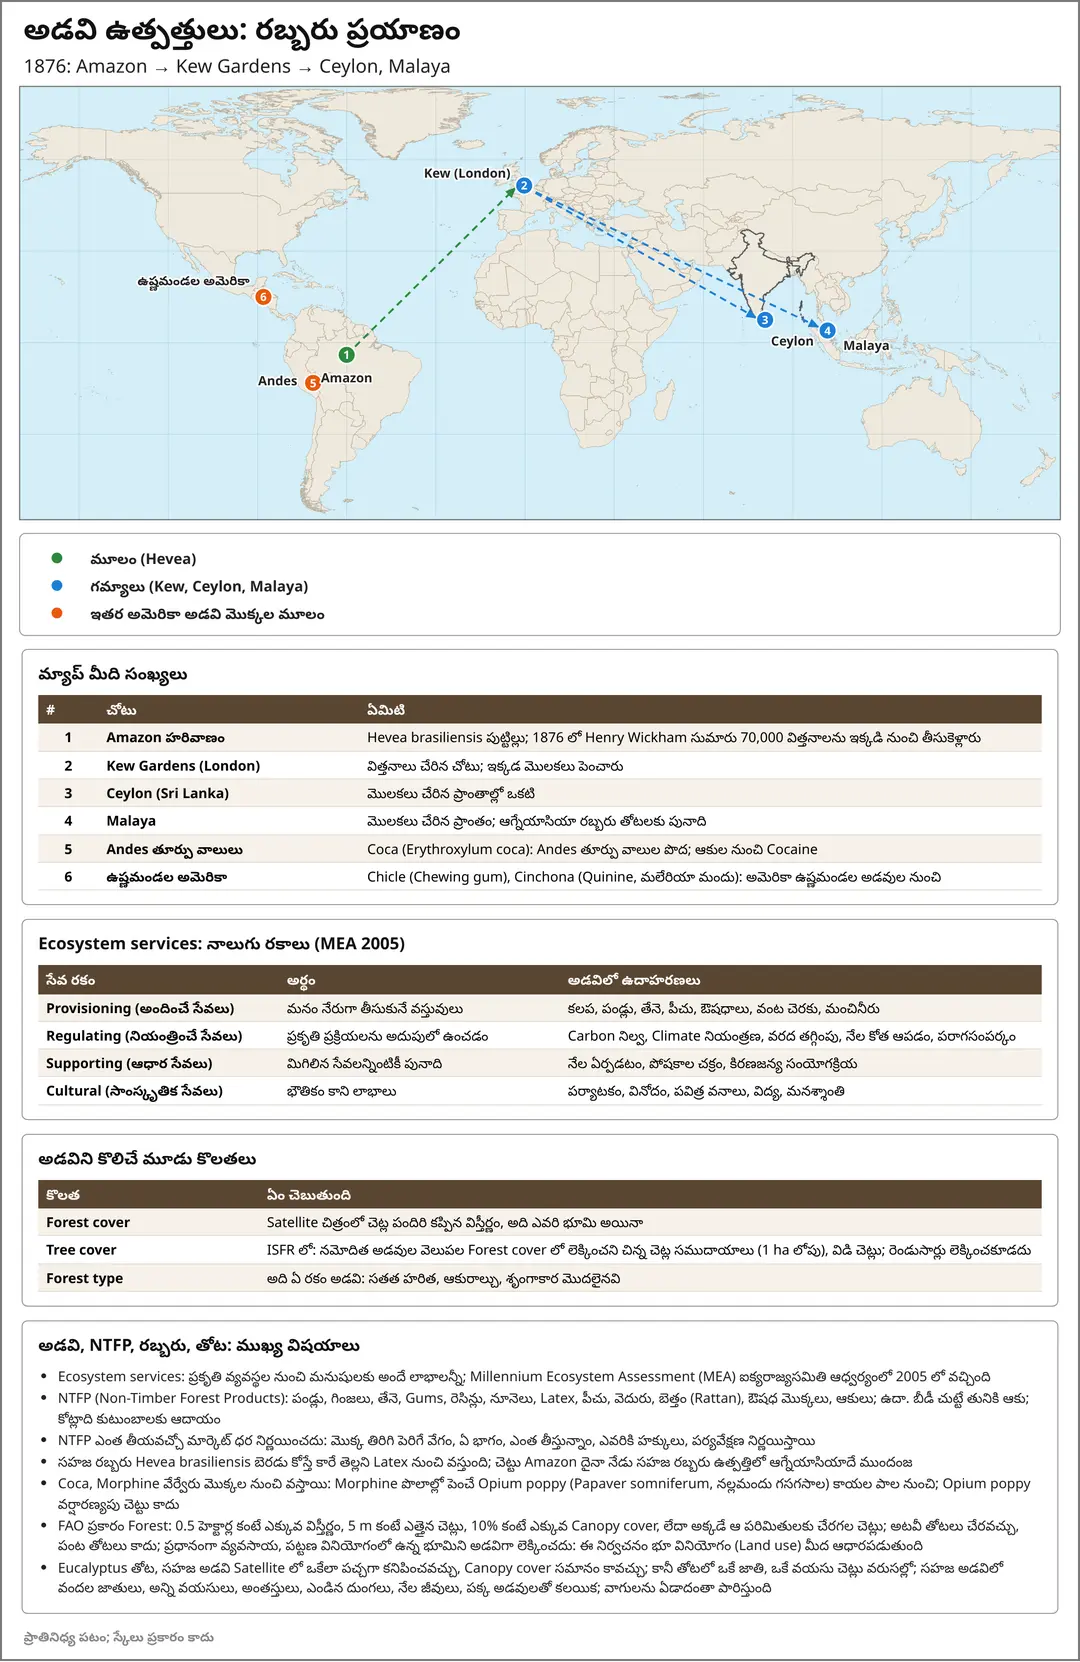 అడవి ఉత్పత్తులు: రబ్బరు ప్రయాణం
1876: Amazon → Kew Gardens → Ceylon, Malaya
Kew (London)
2
ఉష్ణమండల అమెరికా
6
3
4
Ceylon
Malaya
1
Andes
5
Amazon
మూలం (Hevea)
గమ్యాలు (Kew, Ceylon, Malaya)
ఇతర అమెరికా అడవి మొక్కల మూలం
మ్యాప్ మీది సంఖ్యలు
# చోటు ఏమిటి
1 Amazon హరివాణం Hevea brasiliensis పుట్టిల్లు; 1876 లో Henry Wickham సుమారు 70,000 విత్తనాలను ఇక్కడి నుంచి తీసుకెళ్లారు
2 Kew Gardens (London) విత్తనాలు చేరిన చోటు; ఇక్కడ మొలకలు పెంచారు
3 Ceylon (Sri Lanka) మొలకలు చేరిన ప్రాంతాల్లో ఒకటి
4 Malaya మొలకలు చేరిన ప్రాంతం; ఆగ్నేయాసియా రబ్బరు తోటలకు పునాది
5 Andes తూర్పు వాలులు Coca (Erythroxylum coca): Andes తూర్పు వాలుల పొద; ఆకుల నుంచి Cocaine
6 ఉష్ణమండల అమెరికా Chicle (Chewing gum), Cinchona (Quinine, మలేరియా మందు): అమెరికా ఉష్ణమండల అడవుల నుంచి
Ecosystem services: నాలుగు రకాలు (MEA 2005)
సేవ రకం అర్థం అడవిలో ఉదాహరణలు
Provisioning (అందించే సేవలు) మనం నేరుగా తీసుకునే వస్తువులు కలప, పండ్లు, తేనె, పీచు, ఔషధాలు, వంట చెరకు, మంచినీరు
Regulating (నియంత్రించే సేవలు) ప్రకృతి ప్రక్రియలను అదుపులో ఉంచడం Carbon నిల్వ, Climate నియంత్రణ, వరద తగ్గింపు, నేల కోత ఆపడం, పరాగసంపర్కం
Supporting (ఆధార సేవలు) మిగిలిన సేవలన్నింటికీ పునాది నేల ఏర్పడటం, పోషకాల చక్రం, కిరణజన్య సంయోగక్రియ
Cultural (సాంస్కృతిక సేవలు) భౌతికం కాని లాభాలు పర్యాటకం, వినోదం, పవిత్ర వనాలు, విద్య, మనశ్శాంతి
అడవిని కొలిచే మూడు కొలతలు
కొలత ఏం చెబుతుంది
Forest cover Satellite చిత్రంలో చెట్ల పందిరి కప్పిన విస్తీర్ణం, అది ఎవరి భూమి అయినా
Tree cover ISFR లో: నమోదిత అడవుల వెలుపల Forest cover లో లెక్కించని చిన్న చెట్ల సముదాయాలు (1 ha లోపు), విడి చెట్లు; రెండుసార్లు లెక్కించకూడదు
Forest type అది ఏ రకం అడవి: సతత హరిత, ఆకురాల్చు, శృంగాకార మొదలైనవి
అడవి, NTFP, రబ్బరు, తోట: ముఖ్య విషయాలు
• Ecosystem services: ప్రకృతి వ్యవస్థల నుంచి మనుషులకు అందే లాభాలన్నీ; Millennium Ecosystem Assessment (MEA) ఐక్యరాజ్యసమితి ఆధ్వర్యంలో 2005 లో వచ్చింది
• NTFP (Non-Timber Forest Products): పండ్లు, గింజలు, తేనె, Gums, రెసిన్లు, నూనెలు, Latex, పీచు, వెదురు, బెత్తం (Rattan), ఔషధ మొక్కలు, ఆకులు; ఉదా. బీడీ చుట్టే తునికి ఆకు;
కోట్లాది కుటుంబాలకు ఆదాయం
• NTFP ఎంత తీయవచ్చో మార్కెట్ ధర నిర్ణయించదు: మొక్క తిరిగి పెరిగే వేగం, ఏ భాగం, ఎంత తీస్తున్నాం, ఎవరికి హక్కులు, పర్యవేక్షణ నిర్ణయిస్తాయి
• సహజ రబ్బరు Hevea brasiliensis బెరడు కోస్తే కారే తెల్లని Latex నుంచి వస్తుంది; చెట్టు Amazon దైనా నేడు సహజ రబ్బరు ఉత్పత్తిలో ఆగ్నేయాసియాదే ముందంజ
• Coca, Morphine వేర్వేరు మొక్కల నుంచి వస్తాయి: Morphine పొలాల్లో పెంచే Opium poppy (Papaver somniferum, నల్లమందు గసగసాల) కాయల పాల నుంచి; Opium poppy
వర్షారణ్యపు చెట్టు కాదు
• FAO ప్రకారం Forest: 0.5 హెక్టార్ల కంటే ఎక్కువ విస్తీర్ణం, 5 m కంటే ఎత్తైన చెట్లు, 10% కంటే ఎక్కువ Canopy cover, లేదా అక్కడే ఆ పరిమితులకు చేరగల చెట్లు; అటవీ తోటలు చేరవచ్చు,
పంట తోటలు కాదు; ప్రధానంగా వ్యవసాయ, పట్టణ వినియోగంలో ఉన్న భూమిని అడవిగా లెక్కించదు: ఈ నిర్వచనం భూ వినియోగం (Land use) మీద ఆధారపడుతుంది
• Eucalyptus తోట, సహజ అడవి Satellite లో ఒకేలా పచ్చగా కనిపించవచ్చు, Canopy cover సమానం కావచ్చు; కానీ తోటలో ఒకే జాతి, ఒకే వయసు చెట్లు వరుసల్లో; సహజ అడవిలో
వందల జాతులు, అన్ని వయసులు, అంతస్తులు, ఎండిన దుంగలు, నేల జీవులు, పక్క అడవులతో కలయిక; వాగులను ఏడాదంతా పారిస్తుంది
ప్రాతినిధ్య పటం; స్కేలు ప్రకారం కాదు